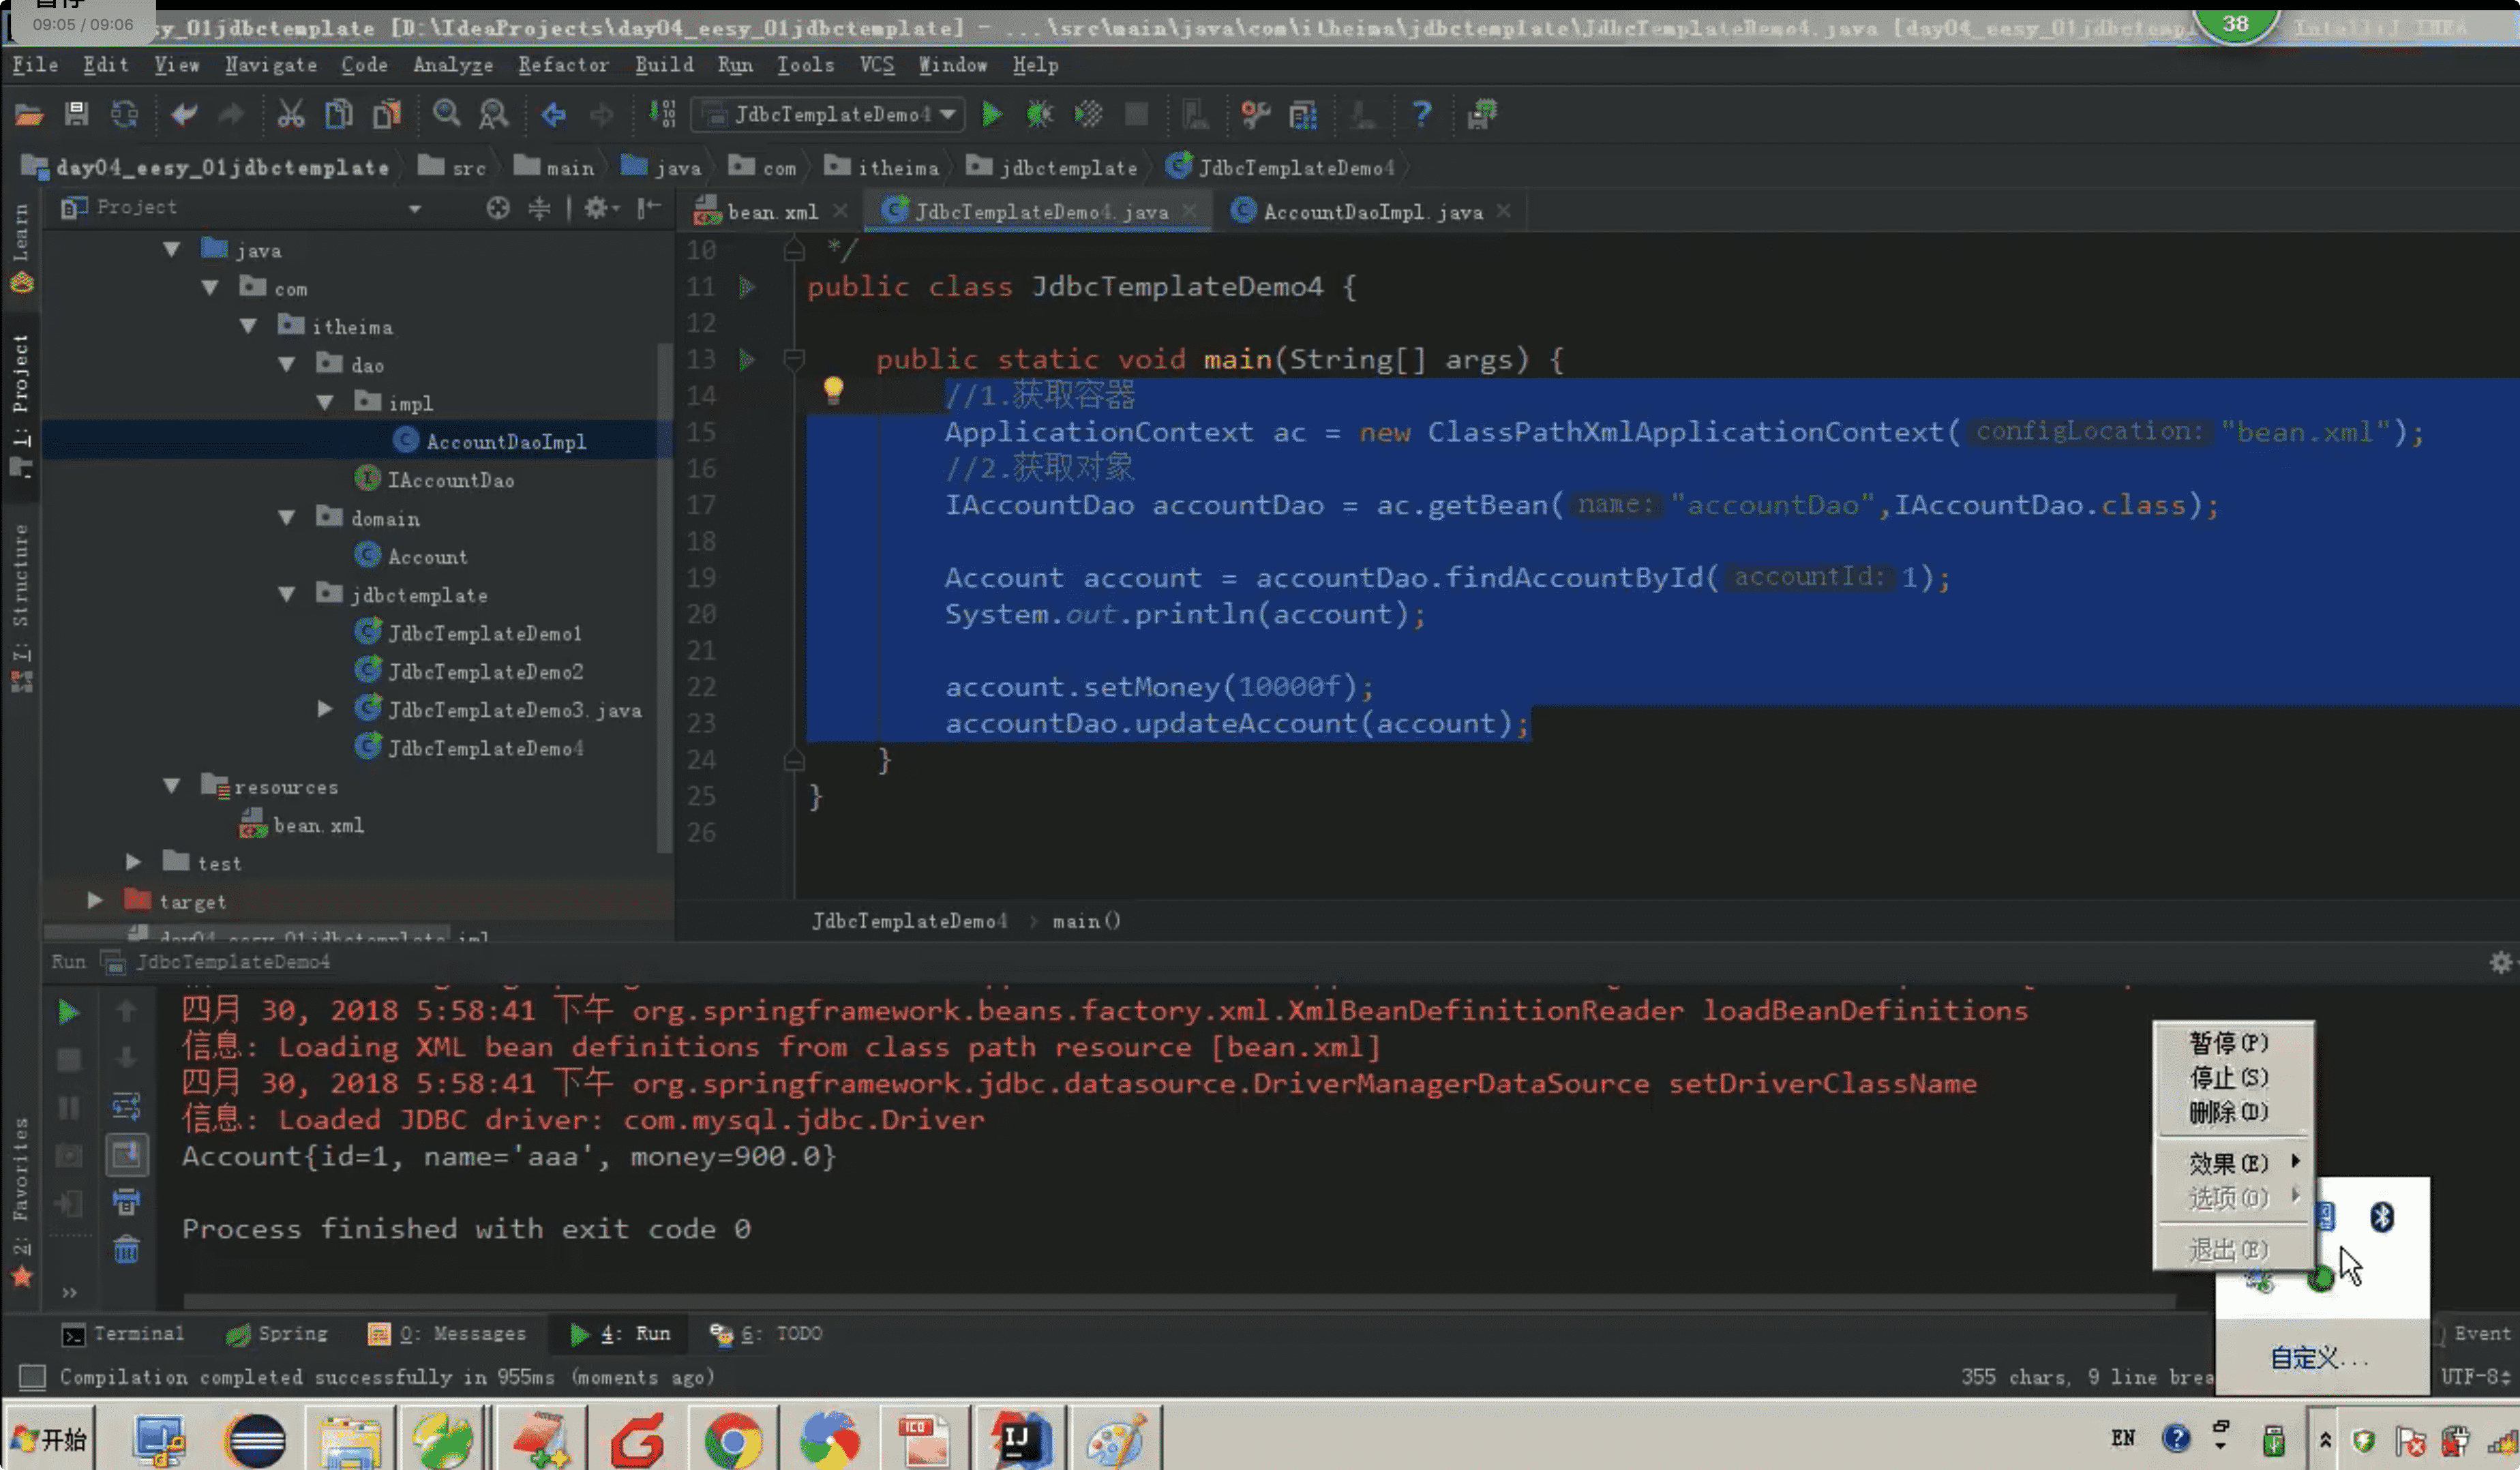 09:05 / 09:06
sy_01jdbctemplate [D:\IdeaProjects\day04_eesy_01jdbctemplate] - ...\src\main\java\com\itheima\jdbctemplate\JdbcTemplateDemo4.java [day04_eesy_01jdbctemp
38
IntelliJ IDEA
File Edit View Navigate Code Analyze Refactor Build Run Tools VCS Window Help
JdbcTemplateDemo4
day04_eesy_01jdbctemplate src main java com itheima jdbctemplate JdbcTemplateDemo4
Project
bean.xml JdbcTemplateDemo4.java AccountDaoImpl.java
Learn
1: Project
7: Structure
2: Favorites
java
com
itheima
dao
impl
AccountDaoImpl
IAccountDao
domain
Account
jdbctemplate
JdbcTemplateDemo1
JdbcTemplateDemo2
JdbcTemplateDemo3.java
JdbcTemplateDemo4
resources
bean.xml
test
target
day04_eesy_01jdbctemplate.iml
10 */
11 public class JdbcTemplateDemo4 {
12
13 public static void main(String[] args) {
14 //1.获取容器
15 ApplicationContext ac = new ClassPathXmlApplicationContext( configLocation: "bean.xml");
16 //2.获取对象
17 IAccountDao accountDao = ac.getBean( name: "accountDao",IAccountDao.class);
18
19 Account account = accountDao.findAccountById( accountId: 1);
20 System.out.println(account);
21
22 account.setMoney(10000f);
23 accountDao.updateAccount(account);
24 }
25 }
26
JdbcTemplateDemo4 > main()
Run JdbcTemplateDemo4
四月 30, 2018 5:58:41 下午 org.springframework.beans.factory.xml.XmlBeanDefinitionReader loadBeanDefinitions
信息: Loading XML bean definitions from class path resource [bean.xml]
四月 30, 2018 5:58:41 下午 org.springframework.jdbc.datasource.DriverManagerDataSource setDriverClassName
信息: Loaded JDBC driver: com.mysql.jdbc.Driver
Account{id=1, name='aaa', money=900.0}
Process finished with exit code 0
暂停(P)
停止(S)
删除(D)
效果(E)
选项(O)
退出(E)
自定义...
Terminal Spring 0: Messages 4: Run 6: TODO Event
Compilation completed successfully in 955ms (moments ago) 355 chars, 9 line brea UTF-8
开始 ICO IJ EN